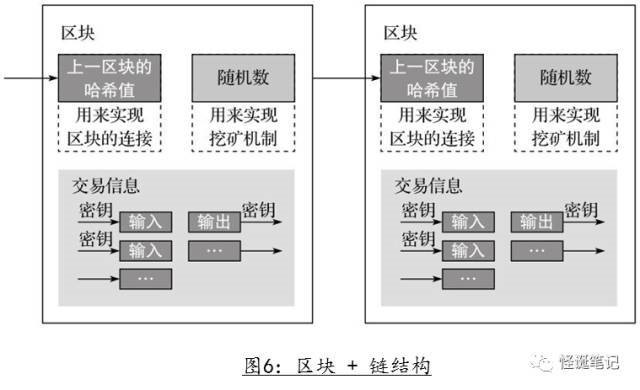 区块
上一区块的
哈希值
随机数
用来实现
区块的连接
用来实现
挖矿机制
交易信息
密钥
输入
输出
密钥
密钥
输入
…
…
区块
上一区块的
哈希值
随机数
用来实现
区块的连接
用来实现
挖矿机制
交易信息
密钥
输入
输出
密钥
密钥
输入
…
…
图6：区块 + 链结构
怪诞笔记